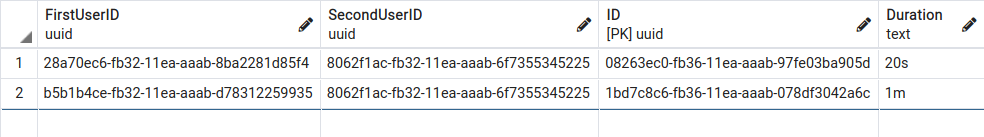 FirstUserID SecondUserID ID Duration
uuid uuid [PK] uuid text
1 28a70ec6-fb32-11ea-aaab-8ba2281d85f4 8062f1ac-fb32-11ea-aaab-6f7355345225 08263ec0-fb36-11ea-aaab-97fe03ba905d 20s
2 b5b1b4ce-fb32-11ea-aaab-d78312259935 8062f1ac-fb32-11ea-aaab-6f7355345225 1bd7c8c6-fb36-11ea-aaab-078df3042a6c 1m